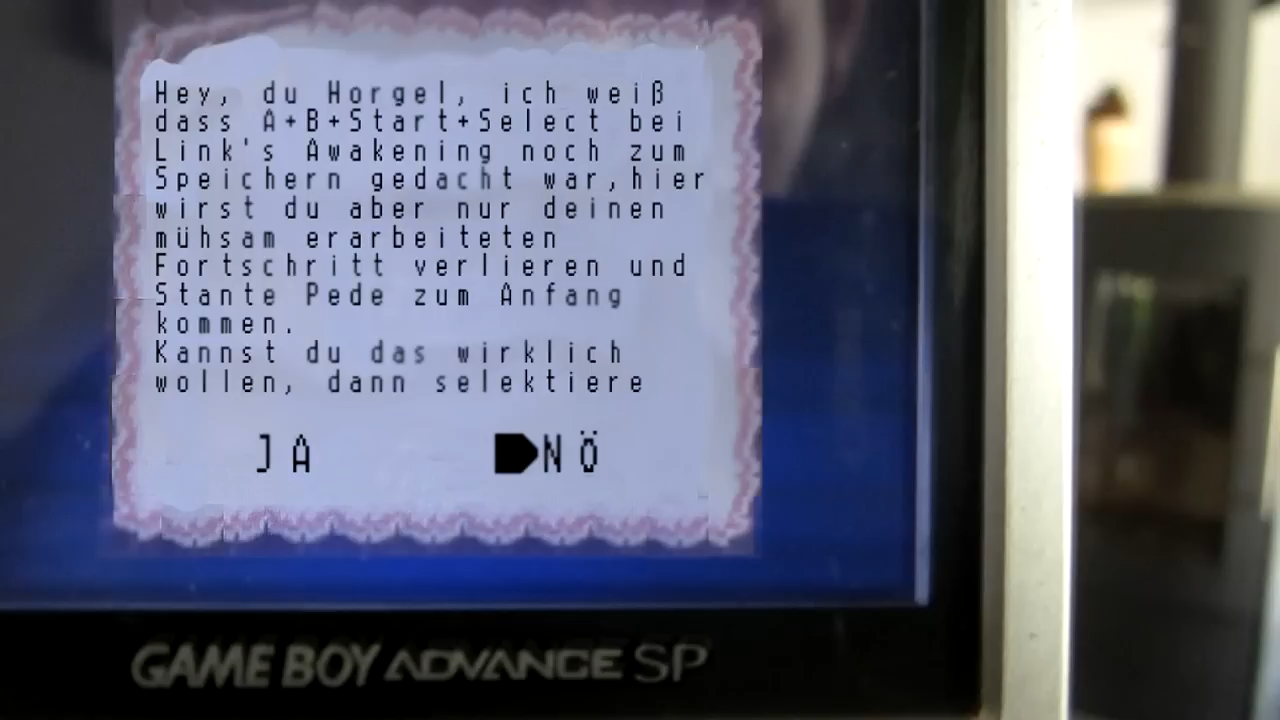 Hey, du Horgel, ich weiß
dass A+B+Start+Select bei
Link's Awakening noch zum
Speichern gedacht war,hier
wirst du aber nur deinen
mühsam erarbeiteten
Fortschritt verlieren und
Stante Pede zum Anfang
kommen.
Kannst du das wirklich
wollen, dann selektiere
JA NÖ
GAME BOY ADVANCE SP